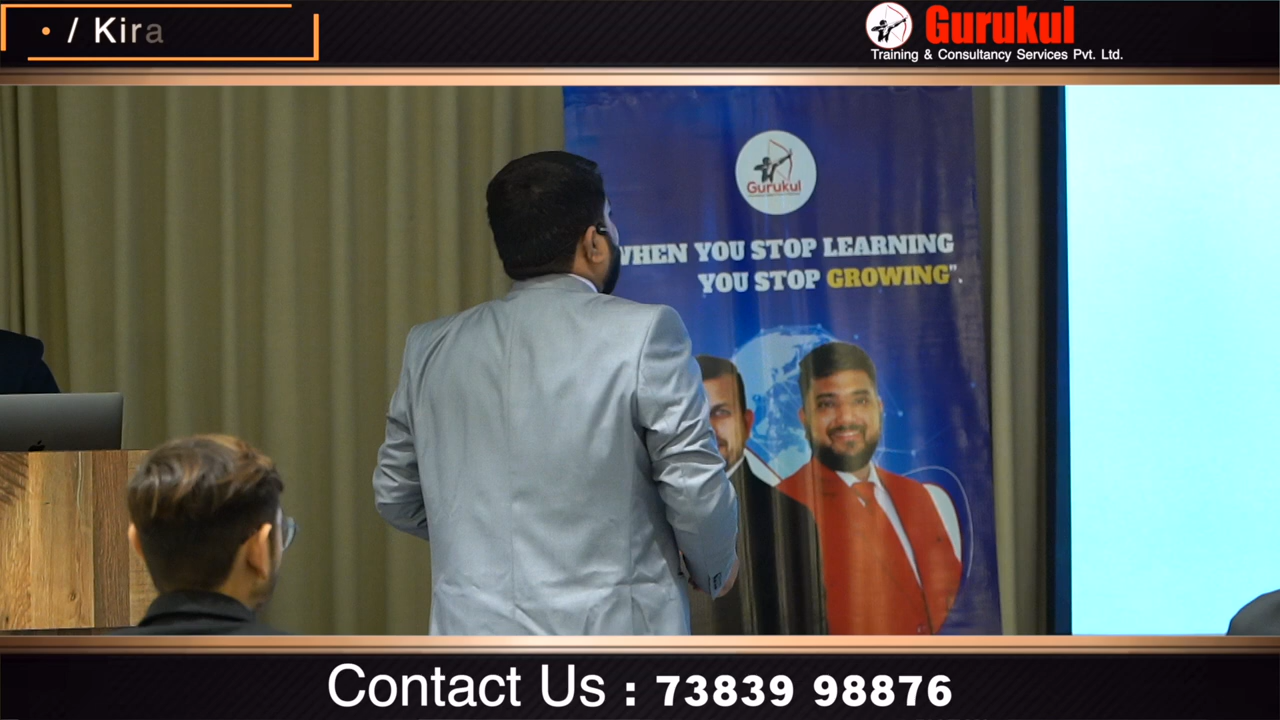 • / Kira
Gurukul
Training & Consultancy Services Pvt. Ltd.
Gurukul
WHEN YOU STOP LEARNING
YOU STOP GROWING".
Contact Us : 73839 98876